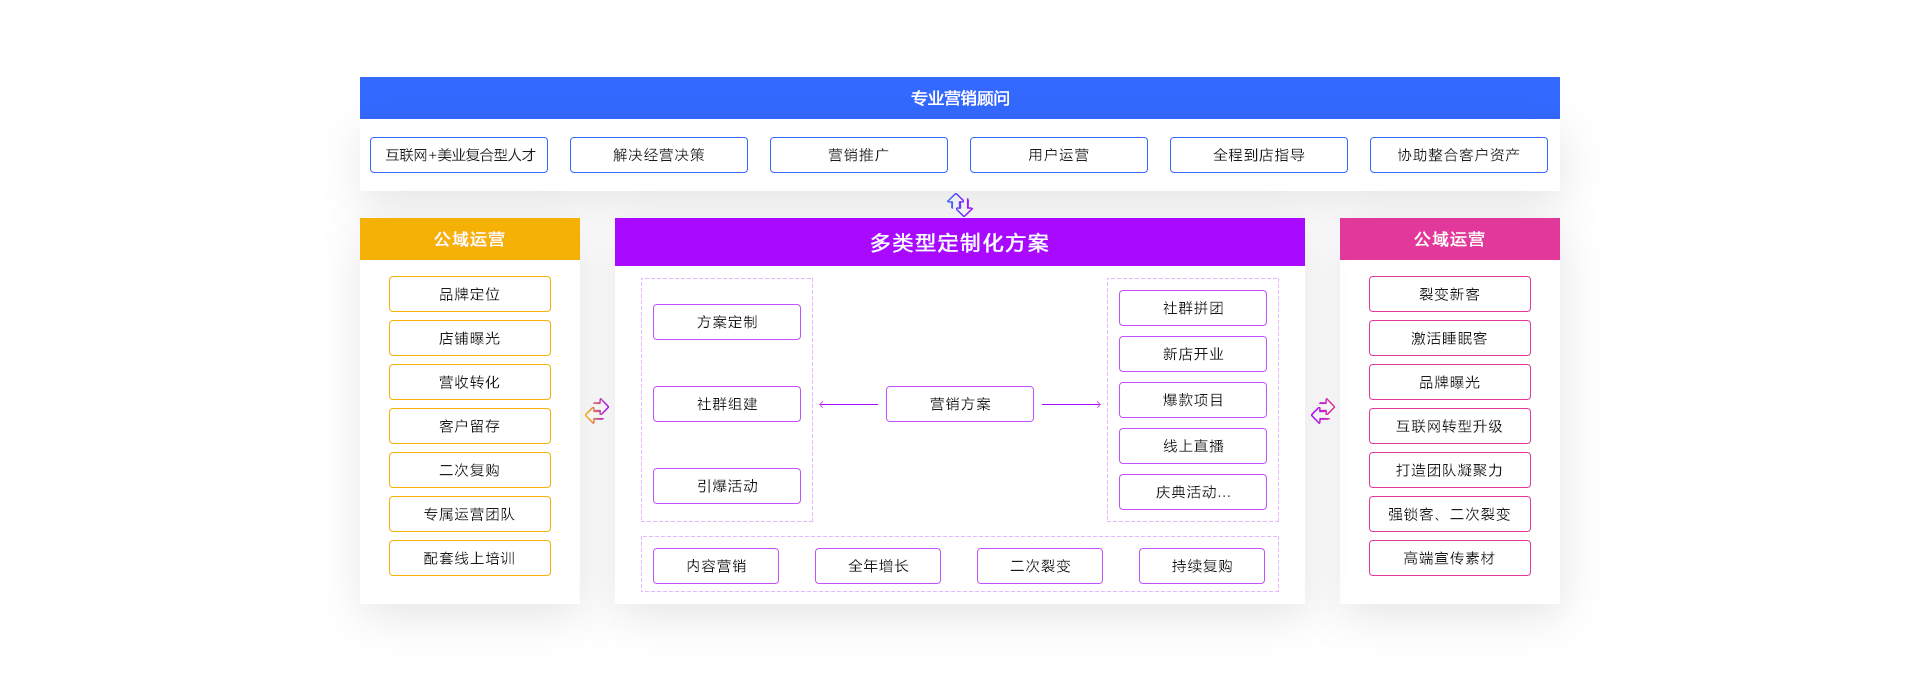 专业营销顾问
互联网+美业复合型人才
解决经营决策
营销推广
用户运营
全程到店指导
协助整合客户资产
公域运营
品牌定位
店铺曝光
营收转化
客户留存
二次复购
专属运营团队
配套线上培训
多类型定制化方案
方案定制
社群组建
引爆活动
营销方案
社群拼团
新店开业
爆款项目
线上直播
庆典活动...
内容营销
全年增长
二次裂变
持续复购
公域运营
裂变新客
激活睡眠客
品牌曝光
互联网转型升级
打造团队凝聚力
强锁客、二次裂变
高端宣传素材